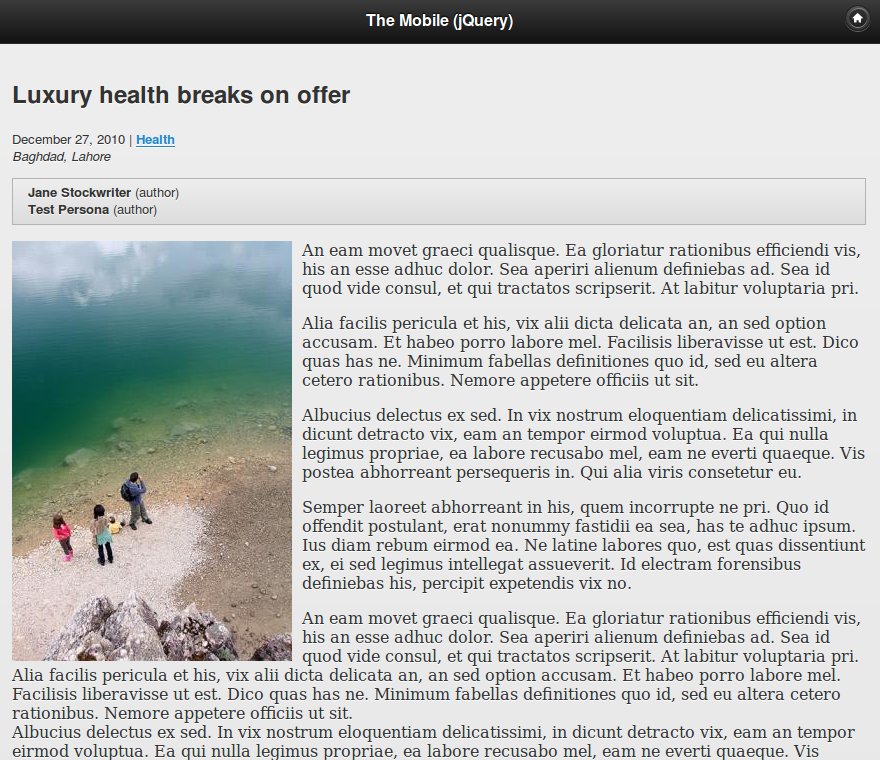 The Mobile (jQuery)
Luxury health breaks on offer
December 27, 2010 | Health
Baghdad, Lahore
Jane Stockwriter (author)
Test Persona (author)
An eam movet graeci qualisque. Ea gloriatur rationibus efficiendi vis,
his an esse adhuc dolor. Sea aperiri alienum definiebas ad. Sea id
quod vide consul, et qui tractatos scripserit. At labitur voluptaria pri.
Alia facilis pericula et his, vix alii dicta delicata an, an sed option
accusam. Et habeo porro labore mel. Facilisis liberavisse ut est. Dico
quas has ne. Minimum fabellas definitiones quo id, sed eu altera
cetero rationibus. Nemore appetere officiis ut sit.
Albucius delectus ex sed. In vix nostrum eloquentiam delicatissimi, in
dicunt detracto vix, eam an tempor eirmod voluptua. Ea qui nulla
legimus propriae, ea labore recusabo mel, eam ne everti quaeque. Vis
postea abhorreant persequeris in. Qui alia viris consetetur eu.
Semper laoreet abhorreant in his, quem incorrupte ne pri. Quo id
offendit postulant, erat nonummy fastidii ea sea, has te adhuc ipsum.
Ius diam rebum eirmod ea. Ne latine labores quo, est quas dissentiunt
ex, ei sed legimus intellegat assueverit. Id electram forensibus
definiebas his, percipit expetendis vix no.
An eam movet graeci qualisque. Ea gloriatur rationibus efficiendi vis,
his an esse adhuc dolor. Sea aperiri alienum definiebas ad. Sea id
quod vide consul, et qui tractatos scripserit. At labitur voluptaria pri.
Alia facilis pericula et his, vix alii dicta delicata an, an sed option accusam. Et habeo porro labore mel.
Facilisis liberavisse ut est. Dico quas has ne. Minimum fabellas definitiones quo id, sed eu altera cetero
rationibus. Nemore appetere officiis ut sit.
Albucius delectus ex sed. In vix nostrum eloquentiam delicatissimi, in dicunt detracto vix, eam an tempor
eirmod voluptua. Ea qui nulla legimus propriae, ea labore recusabo mel, eam ne everti quaeque. Vis